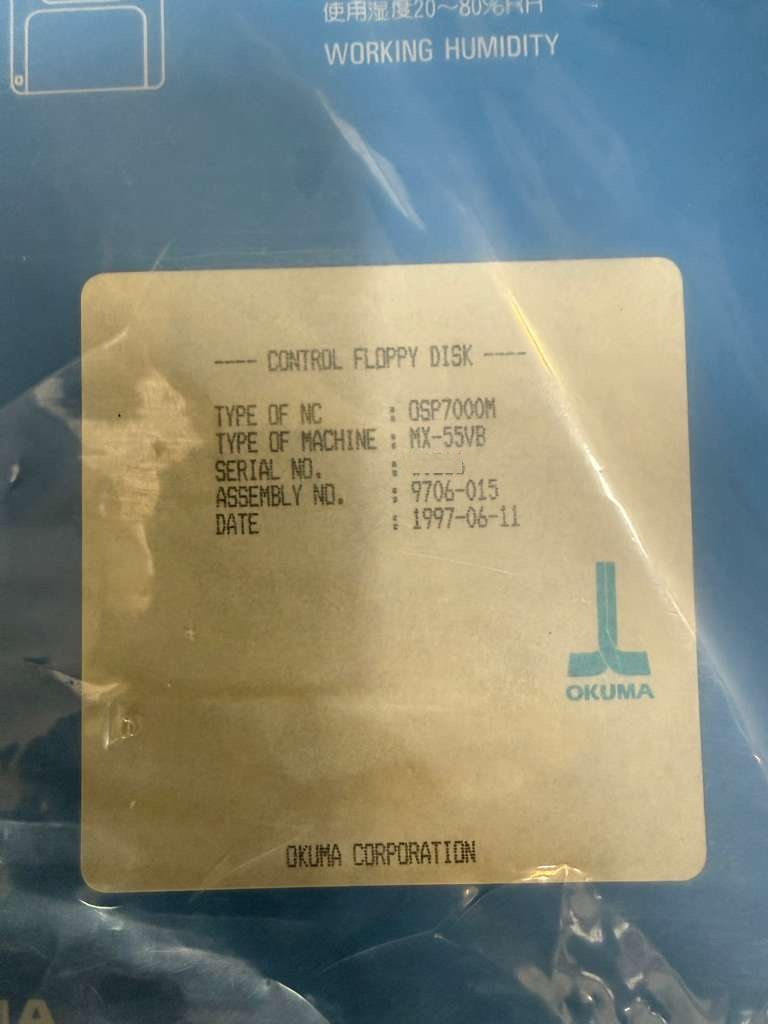 使用湿度20～80%RH
WORKING HUMIDITY
---- CONTROL FLOPPY DISK ----
TYPE OF NC : OSP7000M
TYPE OF MACHINE : MX-55VB
SERIAL NO. :
ASSEMBLY NO. : 9706-015
DATE : 1997-06-11
OKUMA
OKUMA CORPORATION